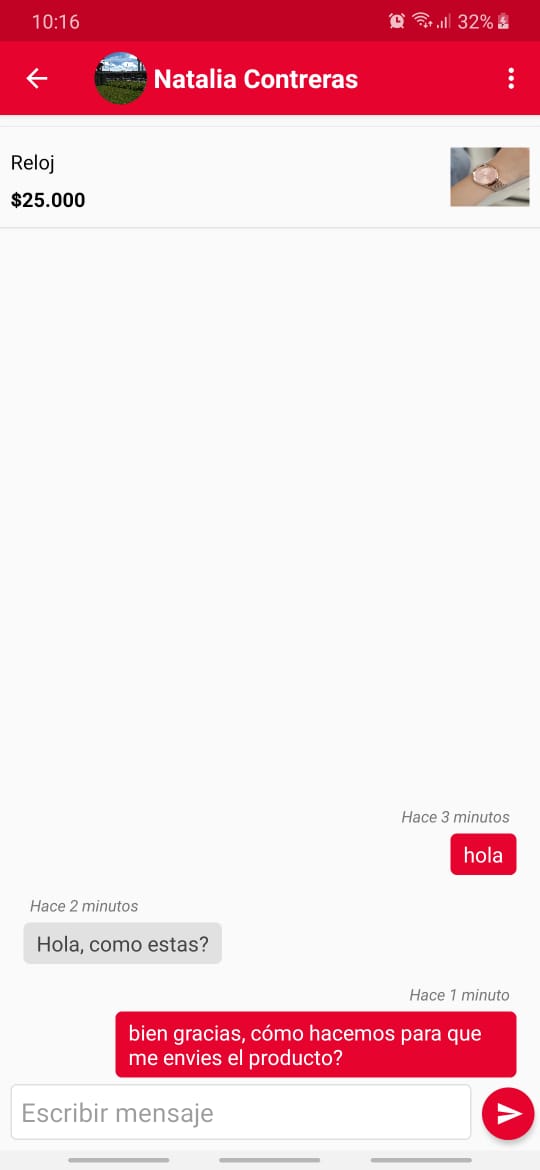 10:16
32%
Natalia Contreras
Reloj
$25.000
Hace 3 minutos
hola
Hace 2 minutos
Hola, como estas?
Hace 1 minuto
bien gracias, cómo hacemos para que
me envies el producto?
Escribir mensaje